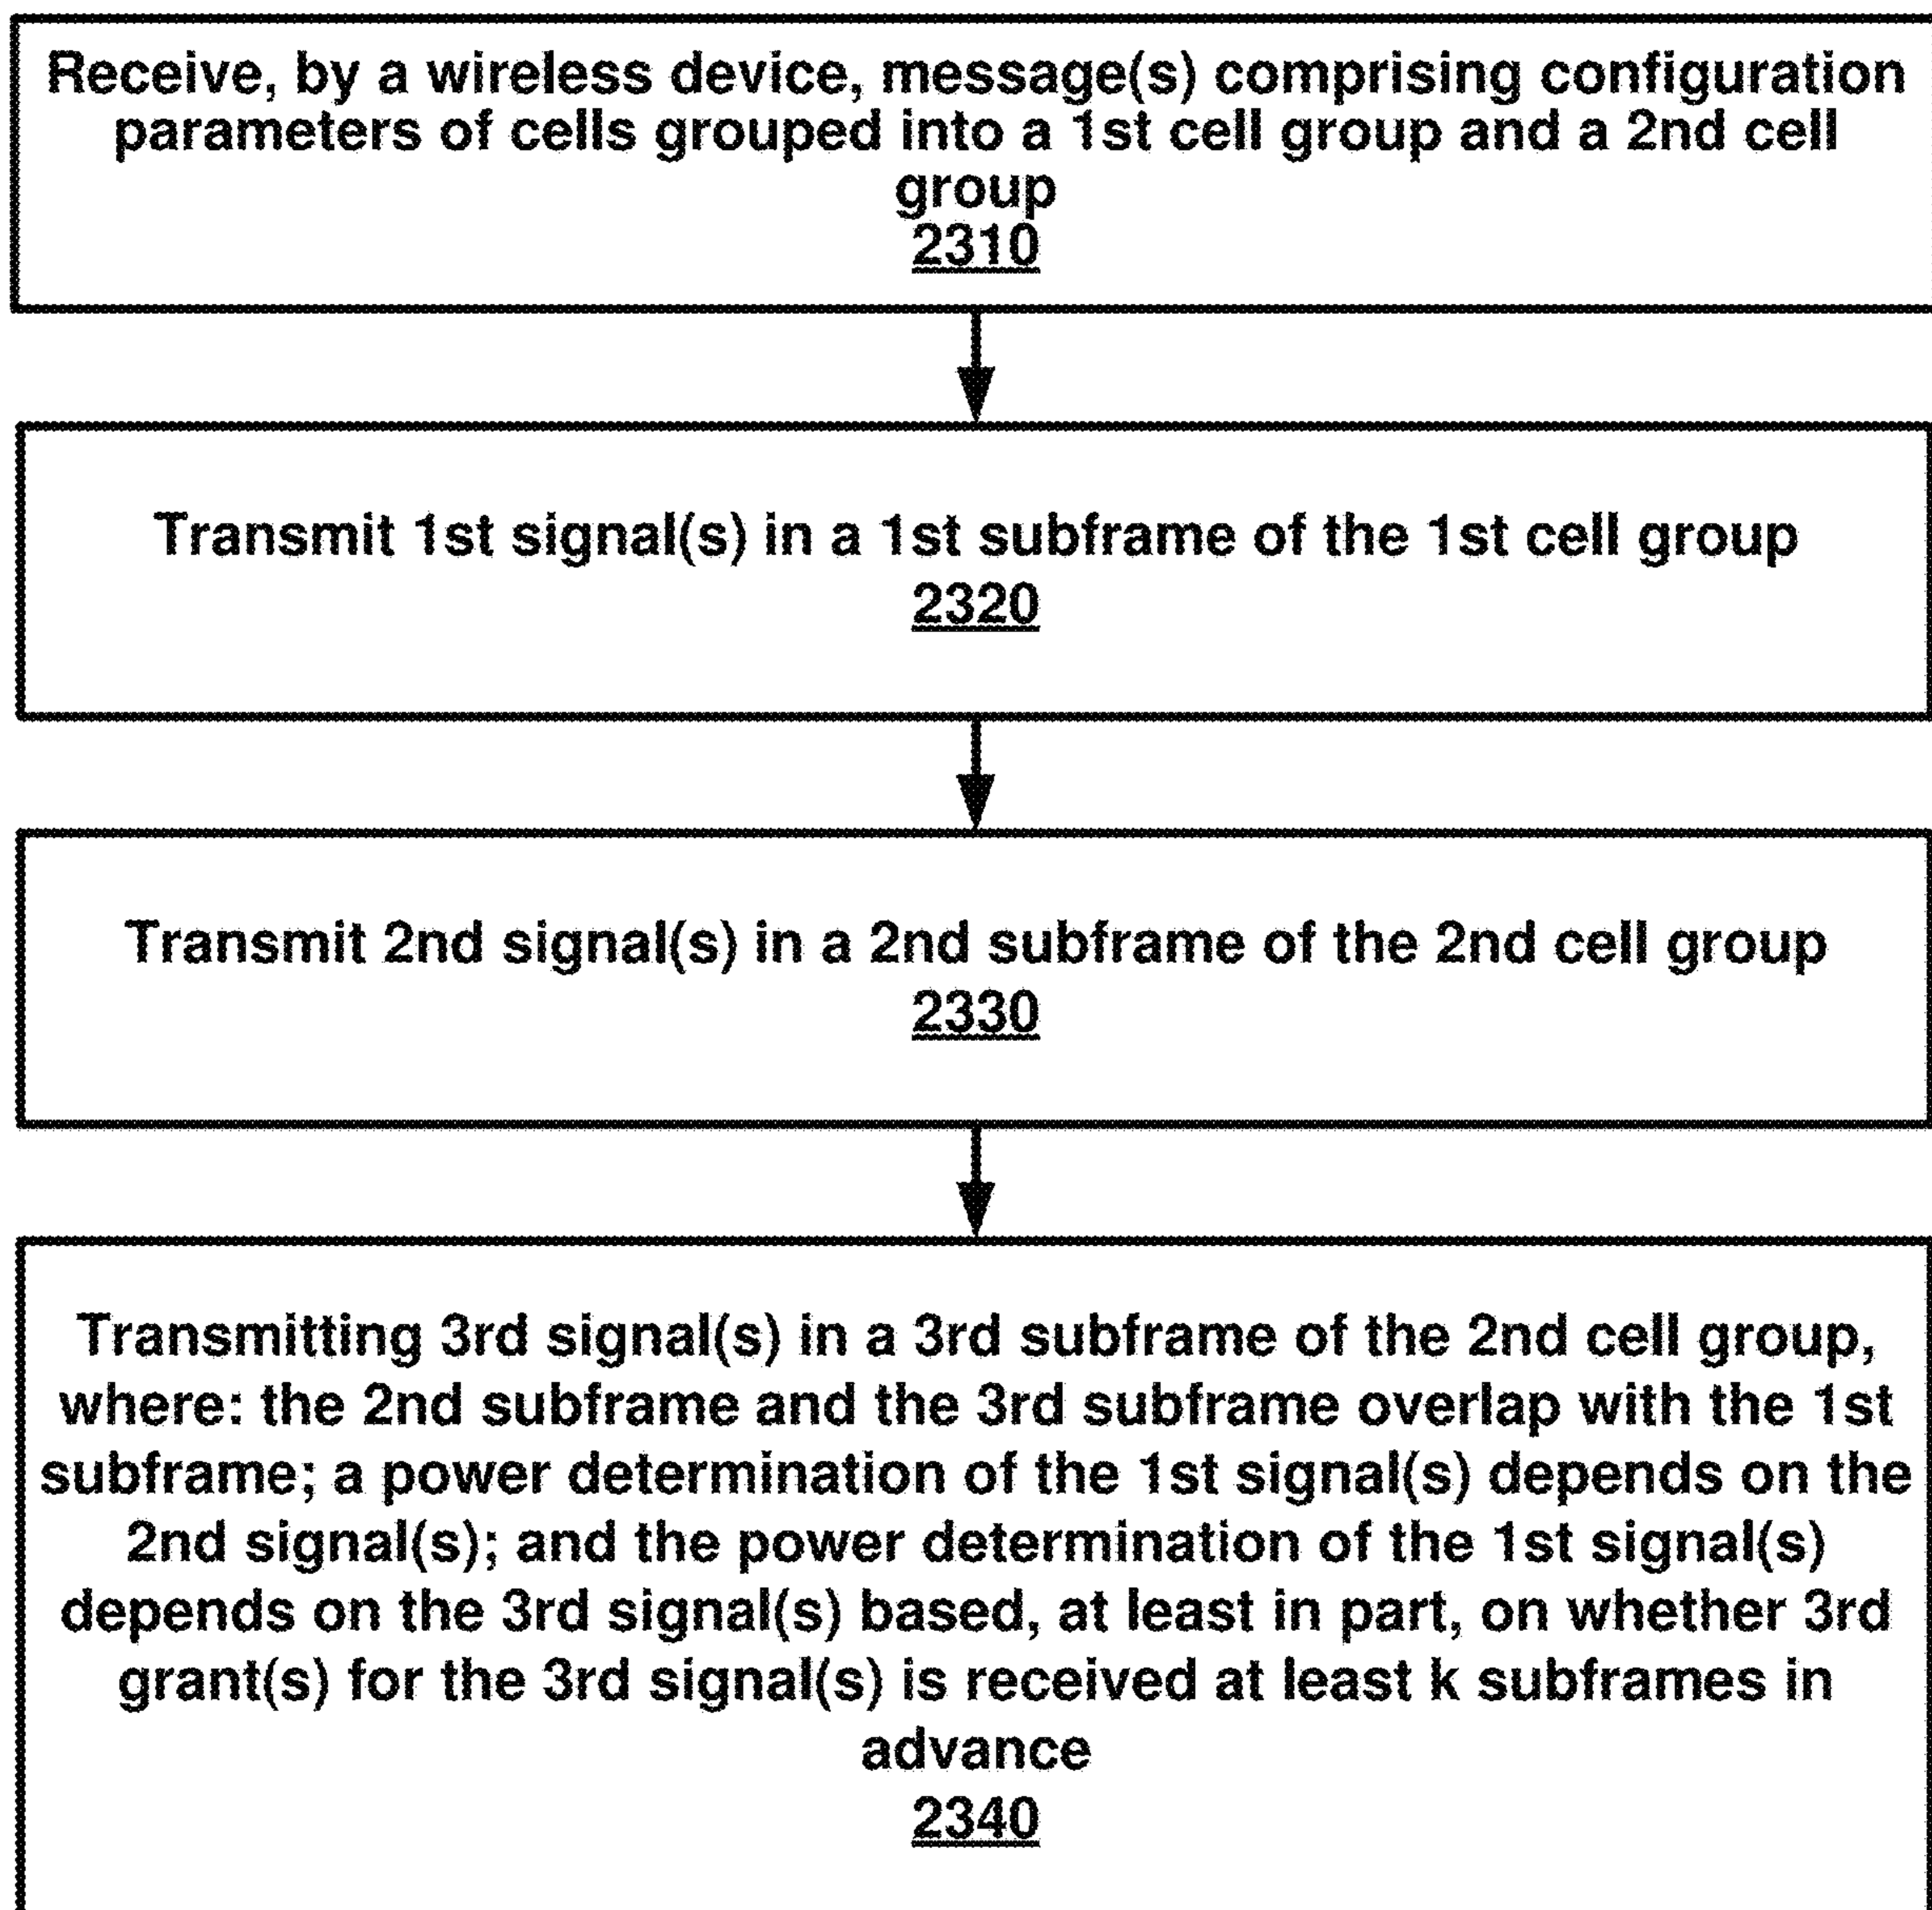 Receive, by a wireless device, message(s) comprising configuration
parameters of cells grouped into a 1st cell group and a 2nd cell
group
2310
Transmit 1st signal(s) in a 1st subframe of the 1st cell group
2320
Transmit 2nd signal(s) in a 2nd subframe of the 2nd cell group
2330
Transmitting 3rd signal(s) in a 3rd subframe of the 2nd cell group,
where: the 2nd subframe and the 3rd subframe overlap with the 1st
subframe; a power determination of the 1st signal(s) depends on the
2nd signal(s); and the power determination of the 1st signal(s)
depends on the 3rd signal(s) based, at least in part, on whether 3rd
grant(s) for the 3rd signal(s) is received at least k subframes in
advance
2340